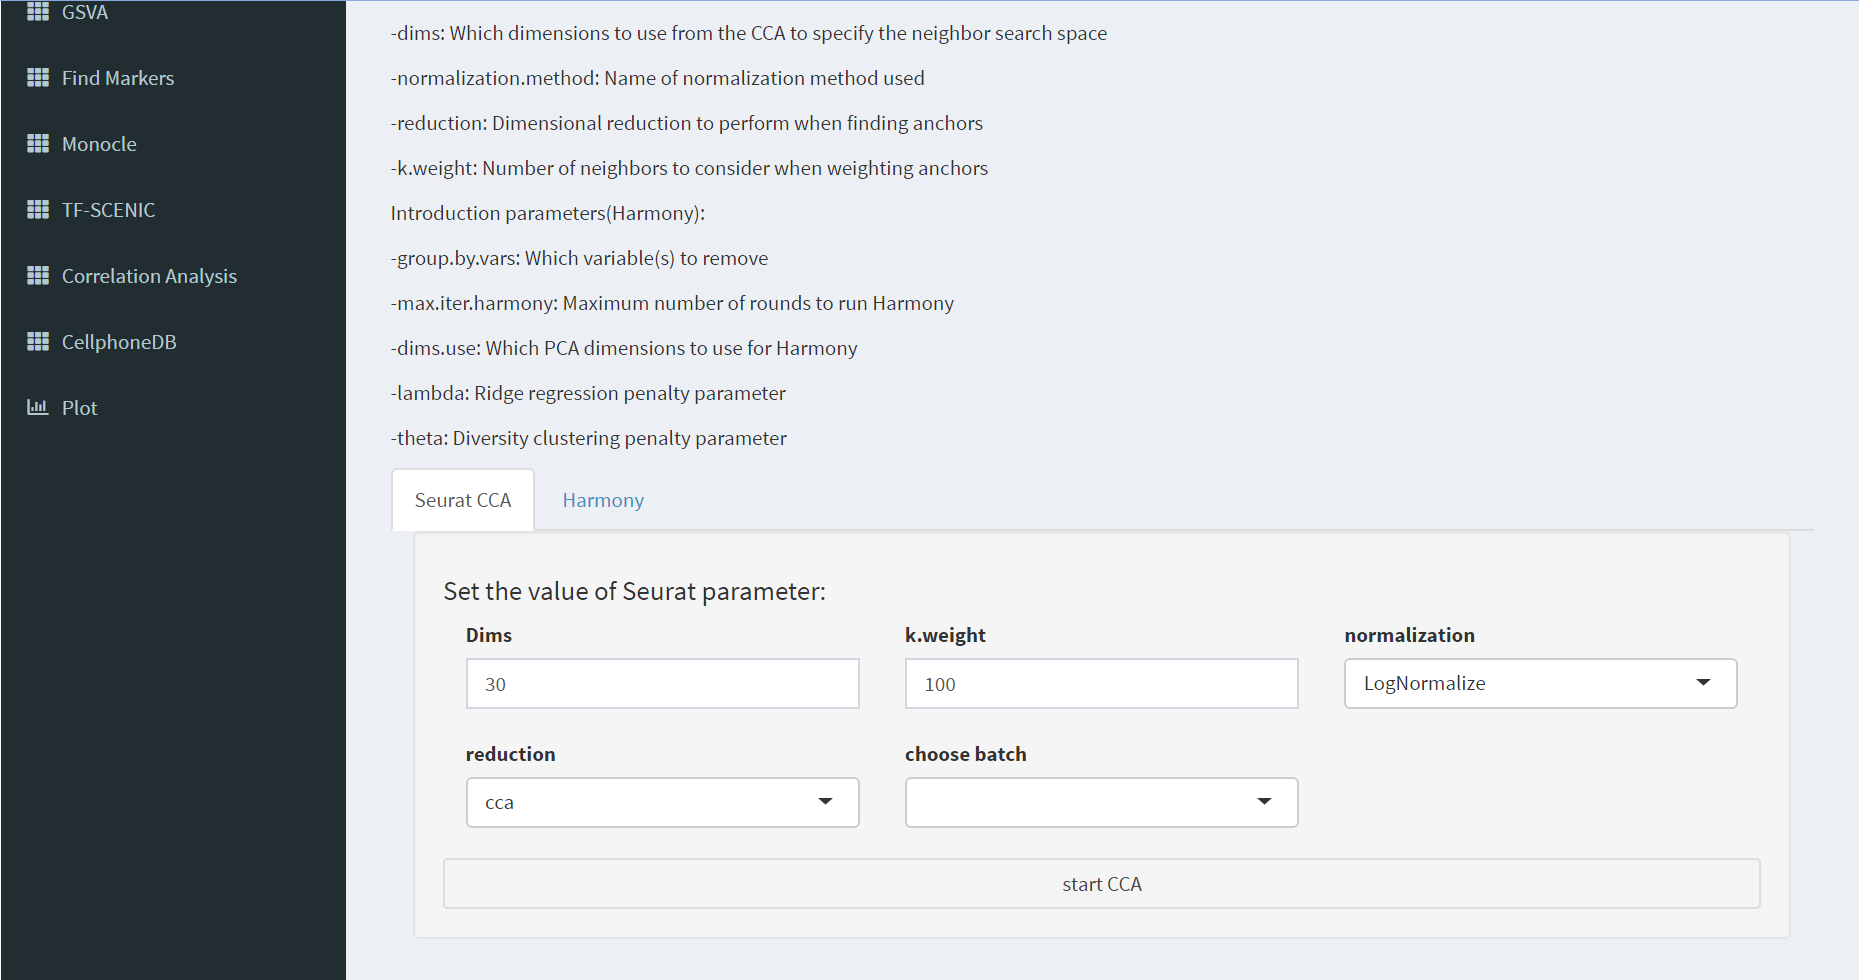 GSVA
Find Markers
Monocle
TF-SCENIC
Correlation Analysis
CellphoneDB
Plot
-dims: Which dimensions to use from the CCA to specify the neighbor search space
-normalization.method: Name of normalization method used
-reduction: Dimensional reduction to perform when finding anchors
-k.weight: Number of neighbors to consider when weighting anchors
Introduction parameters(Harmony):
-group.by.vars: Which variable(s) to remove
-max.iter.harmony: Maximum number of rounds to run Harmony
-dims.use: Which PCA dimensions to use for Harmony
-lambda: Ridge regression penalty parameter
-theta: Diversity clustering penalty parameter
Seurat CCA
Harmony
Set the value of Seurat parameter:
Dims
30
k.weight
100
normalization
LogNormalize
reduction
cca
choose batch
start CCA